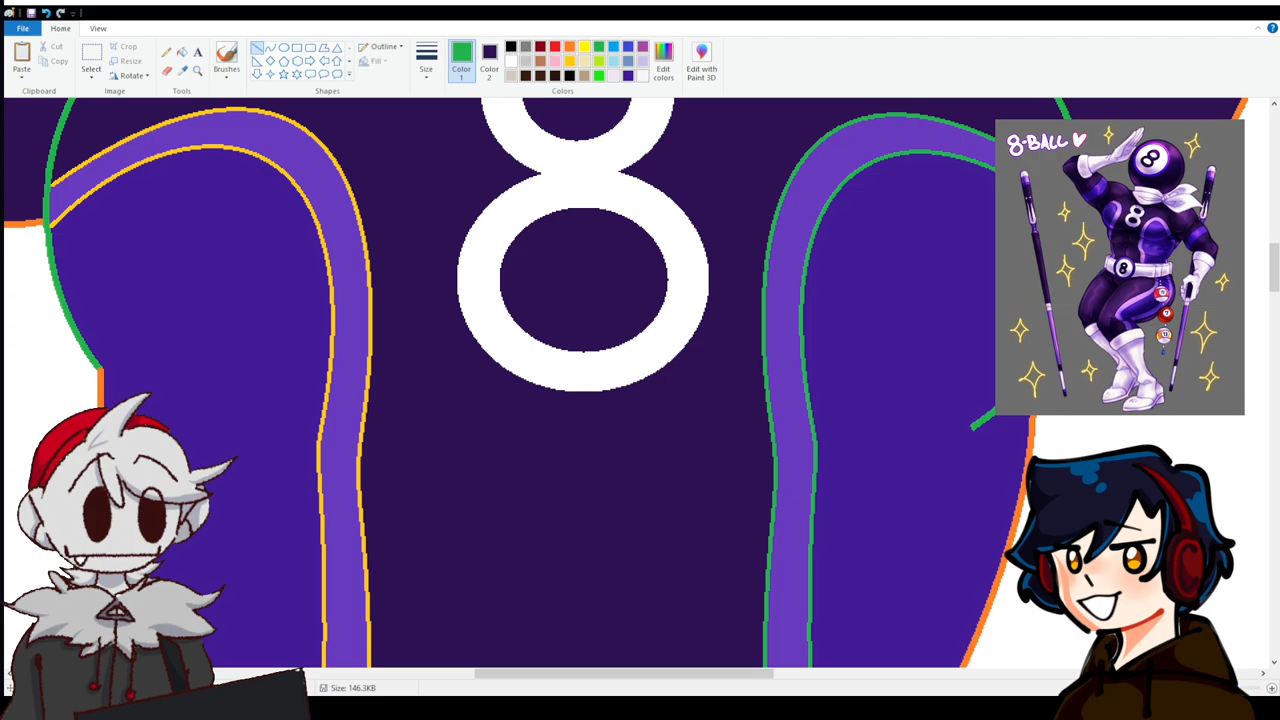 File Home View
Paste Cut Copy Clipboard
Select Crop Resize Rotate Image
A Tools
Brushes
Shapes Outline Fill
Size
Color 1 Color 2
Edit colors
Colors
Edit with Paint 3D
8
8-BALL
8
8
8
7
Size: 146.3KB